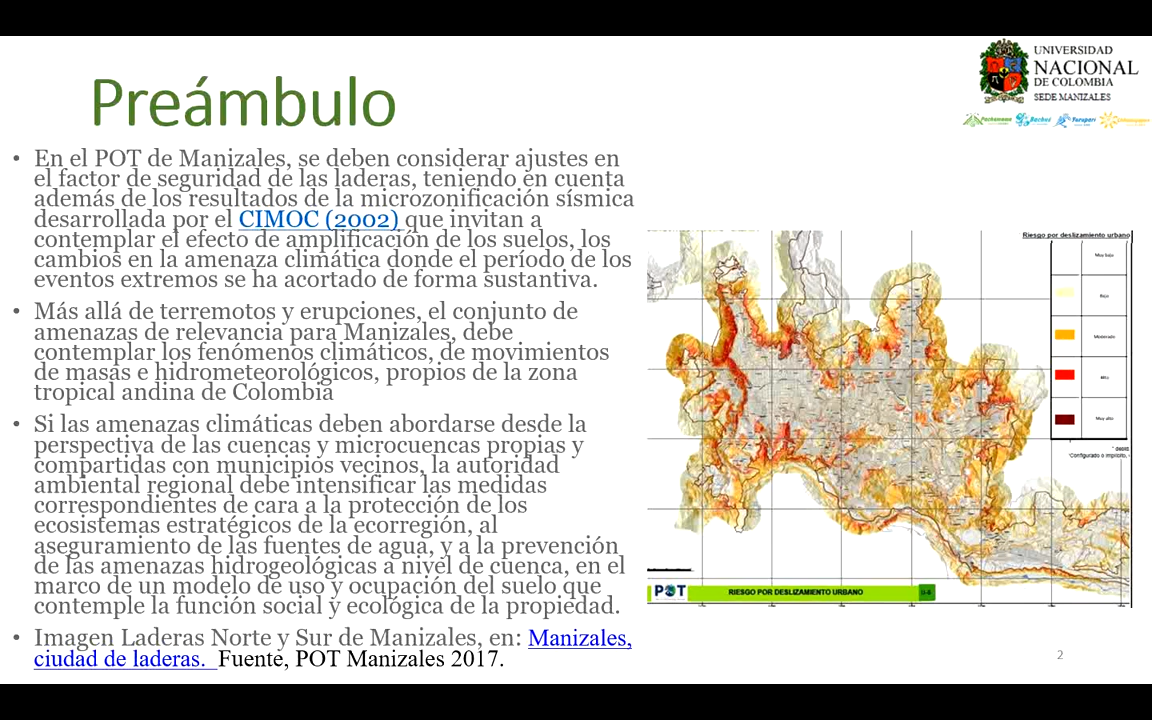 UNIVERSIDAD
NACIONAL
DE COLOMBIA
SEDE MANIZALES
Preámbulo
• En el POT de Manizales, se deben considerar ajustes en
el factor de seguridad de las laderas, teniendo en cuenta
además de los resultados de la microzonificación sísmica
desarrollada por el CIMOC (2002) que invitan a
contemplar el efecto de amplificación de los suelos, los
cambios en la amenaza climática donde el período de los
eventos extremos se ha acortado de forma sustantiva.
• Más allá de terremotos y erupciones, el conjunto de
amenazas de relevancia para Manizales, debe
contemplar los fenómenos climáticos, de movimientos
de masas e hidrometeorológicos, propios de la zona
tropical andina de Colombia
• Si las amenazas climáticas deben abordarse desde la
perspectiva de las cuencas y microcuencas propias y
compartidas con municipios vecinos, la autoridad
ambiental regional debe intensificar las medidas
correspondientes de cara a la protección de los
ecosistemas estratégicos de la ecorregión, al
aseguramiento de las fuentes de agua, y a la prevención
de las amenazas hidrogeológicas a nivel de cuenca, en el
marco de un modelo de uso y ocupación del suelo que
contemple la función social y ecológica de la propiedad.
• Imagen Laderas Norte y Sur de Manizales, en: Manizales,
ciudad de laderas. Fuente, POT Manizales 2017.
Riesgo por deslizamiento urbano
Muy baja
Baja
Moderado
Alto
Muy alto
"Configurado o implícito,
POT
RIESGO POR DESLIZAMIENTO URBANO
2